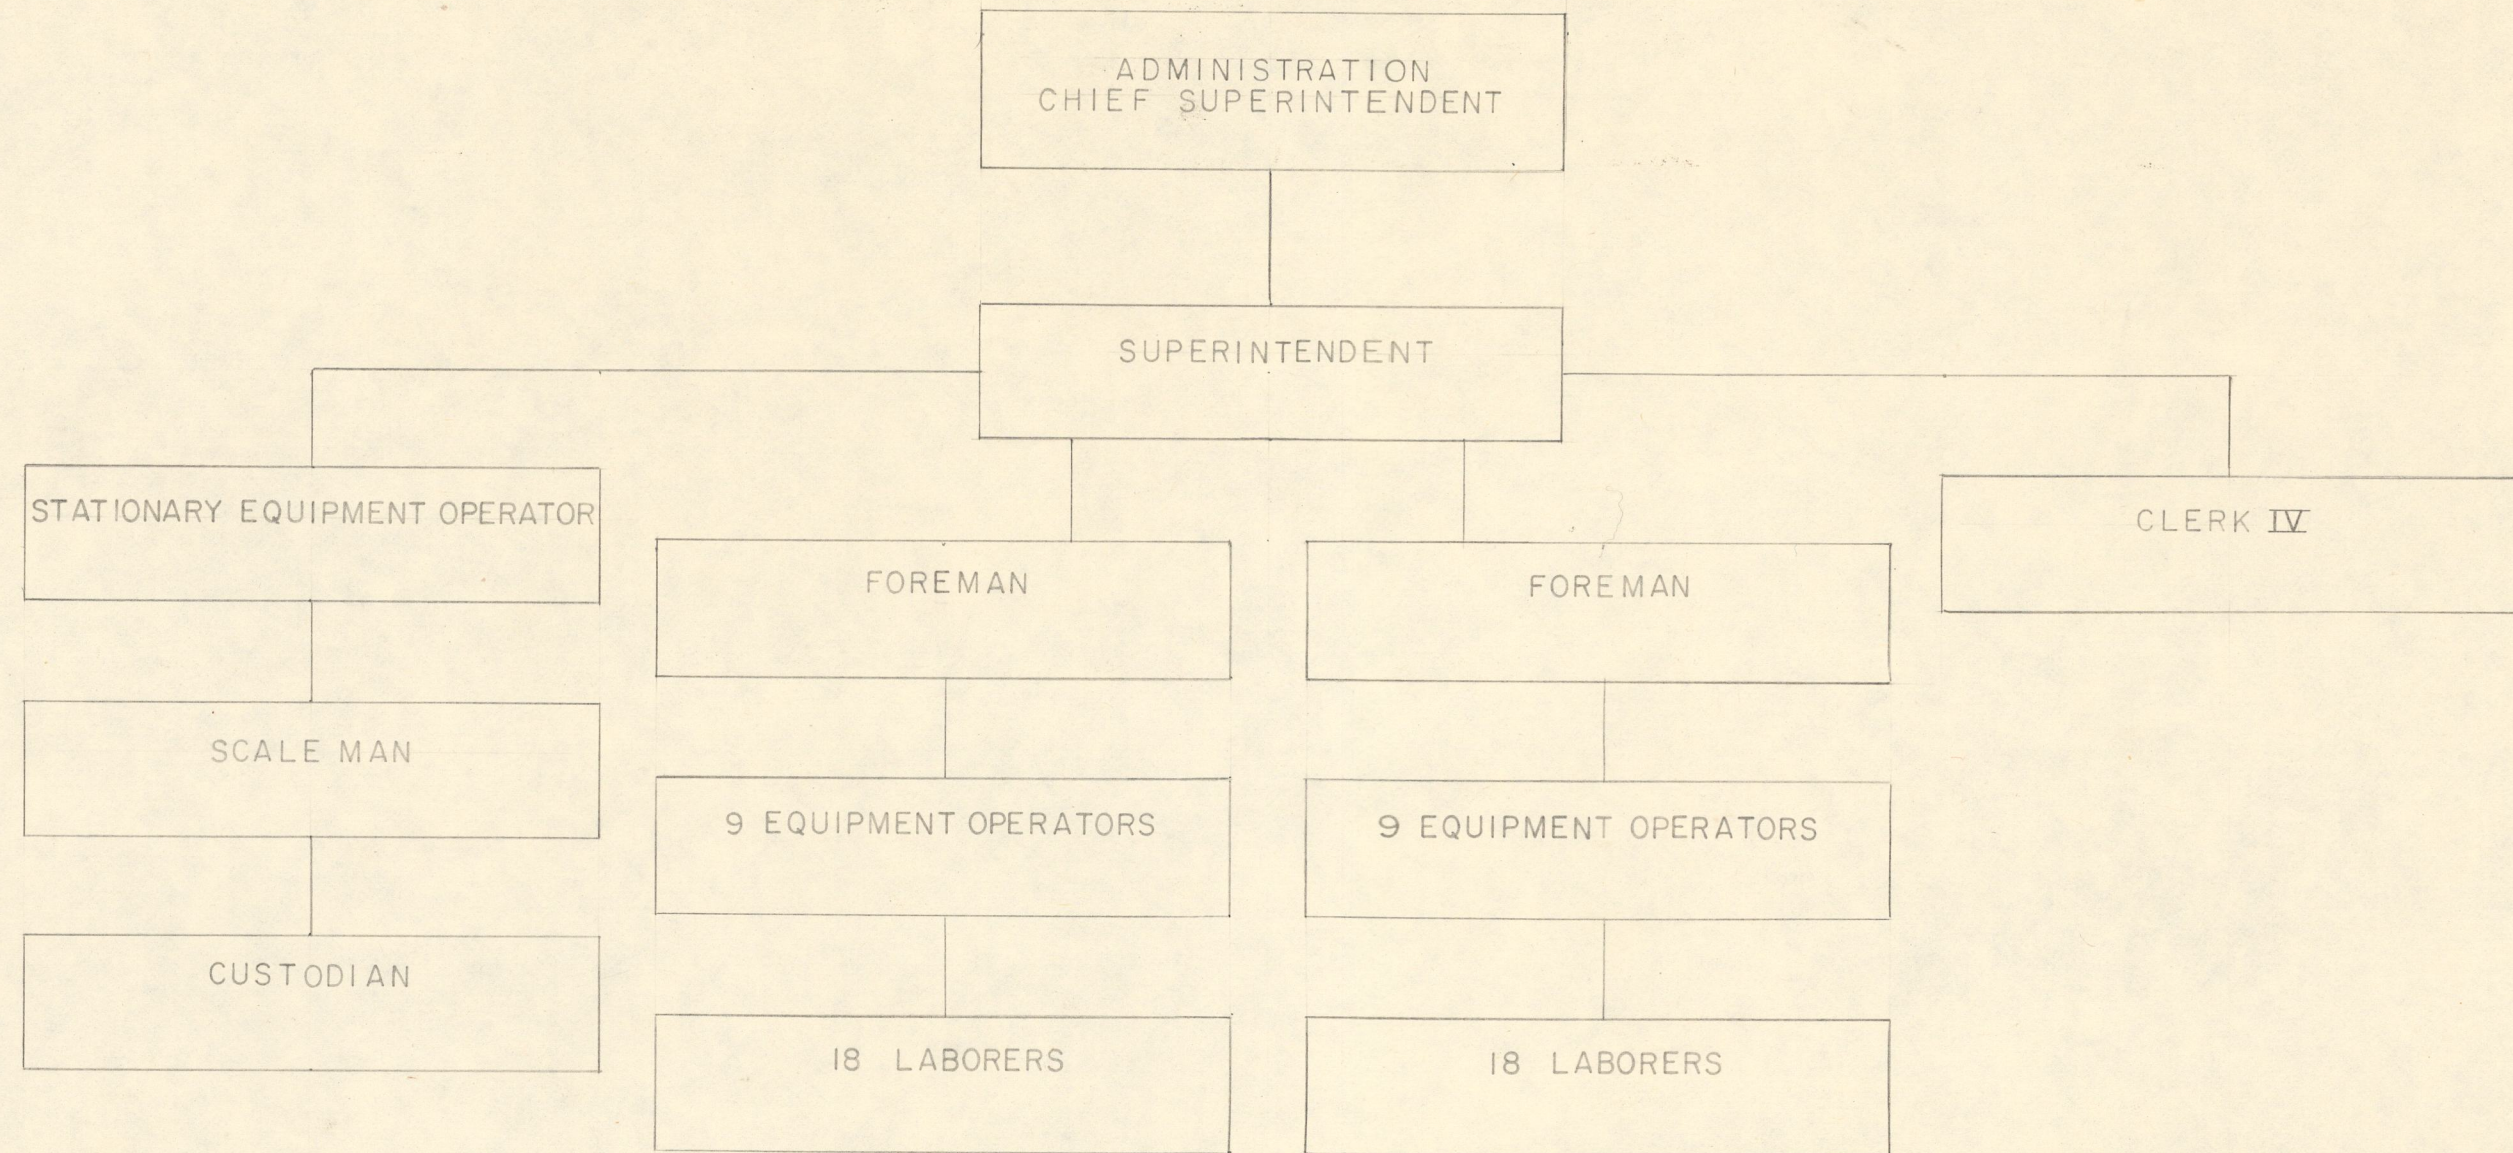 ADMINISTRATION
CHIEF SUPERINTENDENT
SUPERINTENDENT
STATIONARY EQUIPMENT OPERATOR
CLERK IV
FOREMAN
FOREMAN
SCALE MAN
9 EQUIPMENT OPERATORS
9 EQUIPMENT OPERATORS
CUSTODIAN
18 LABORERS
18 LABORERS